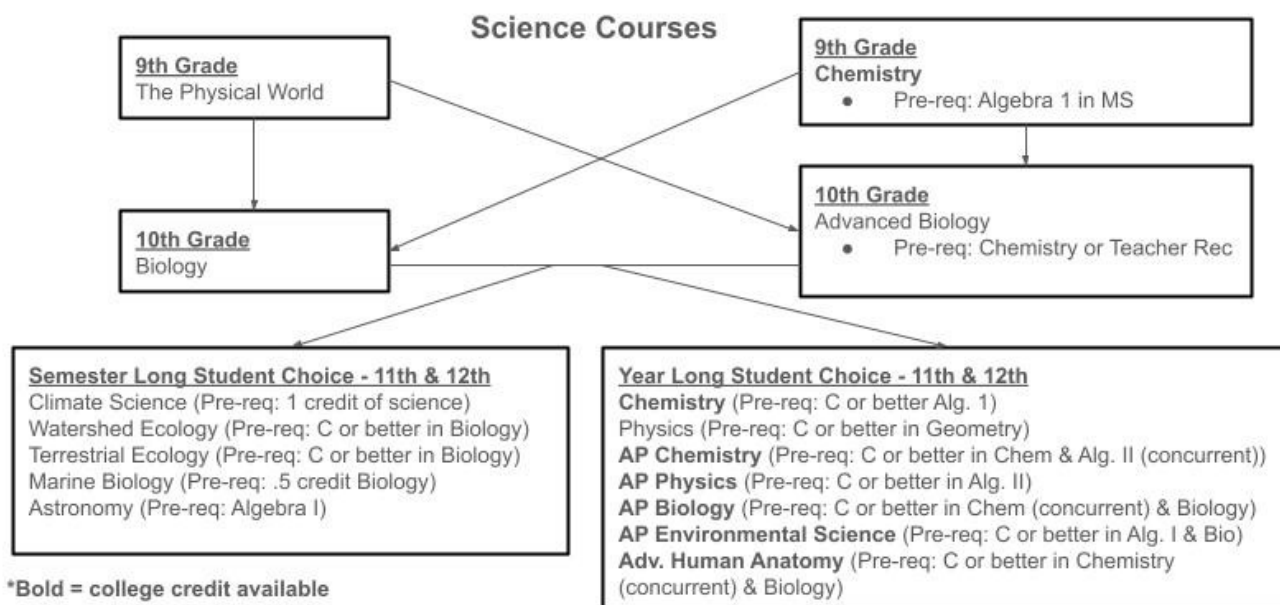 Science Courses
9th Grade
The Physical World
9th Grade
Chemistry
● Pre-req: Algebra 1 in MS
10th Grade
Biology
10th Grade
Advanced Biology
● Pre-req: Chemistry or Teacher Rec
Semester Long Student Choice - 11th & 12th
Climate Science (Pre-req: 1 credit of science)
Watershed Ecology (Pre-req: C or better in Biology)
Terrestrial Ecology (Pre-req: C or better in Biology)
Marine Biology (Pre-req: .5 credit Biology)
Astronomy (Pre-req: Algebra I)
Year Long Student Choice - 11th & 12th
Chemistry (Pre-req: C or better Alg. 1)
Physics (Pre-req: C or better in Geometry)
AP Chemistry (Pre-req: C or better in Chem & Alg. II (concurrent))
AP Physics (Pre-req: C or better in Alg. II)
AP Biology (Pre-req: C or better in Chem (concurrent) & Biology)
AP Environmental Science (Pre-req: C or better in Alg. I & Bio)
Adv. Human Anatomy (Pre-req: C or better in Chemistry
(concurrent) & Biology)
*Bold = college credit available